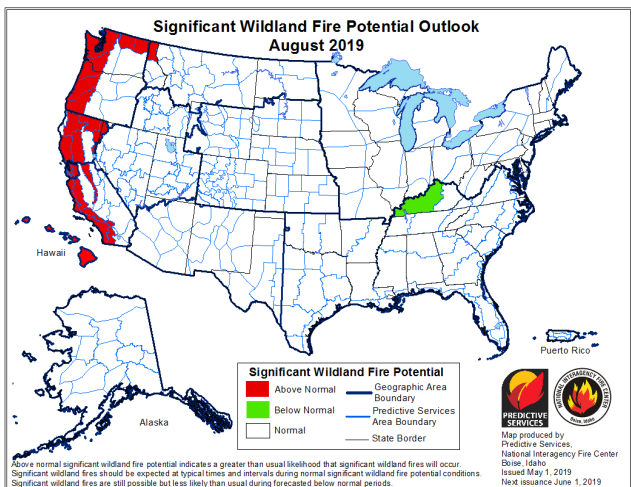 Significant Wildland Fire Potential Outlook
August 2019
Hawaii
Alaska
Puerto Rico
Significant Wildland Fire Potential
Above Normal
Below Normal
Normal
Geographic Area
Boundary
Predictive Services
Area Boundary
State Border
PREDICTIVE
SERVICES
NATIONAL INTERAGENCY FIRE CENTER
Boise, Idaho
Map produced by
Predictive Services,
National Interagency Fire Center
Boise, Idaho
Issued May 1, 2019
Next issuance June 1, 2019
Above normal significant wildland fire potential indicates a greater than usual likelihood that significant wildland fires will occur.
Significant wildland fires should be expected at typical times and intervals during normal significant wildland fire potential conditions.
Significant wildland fires are still possible but less likely than usual during forecasted below normal periods.